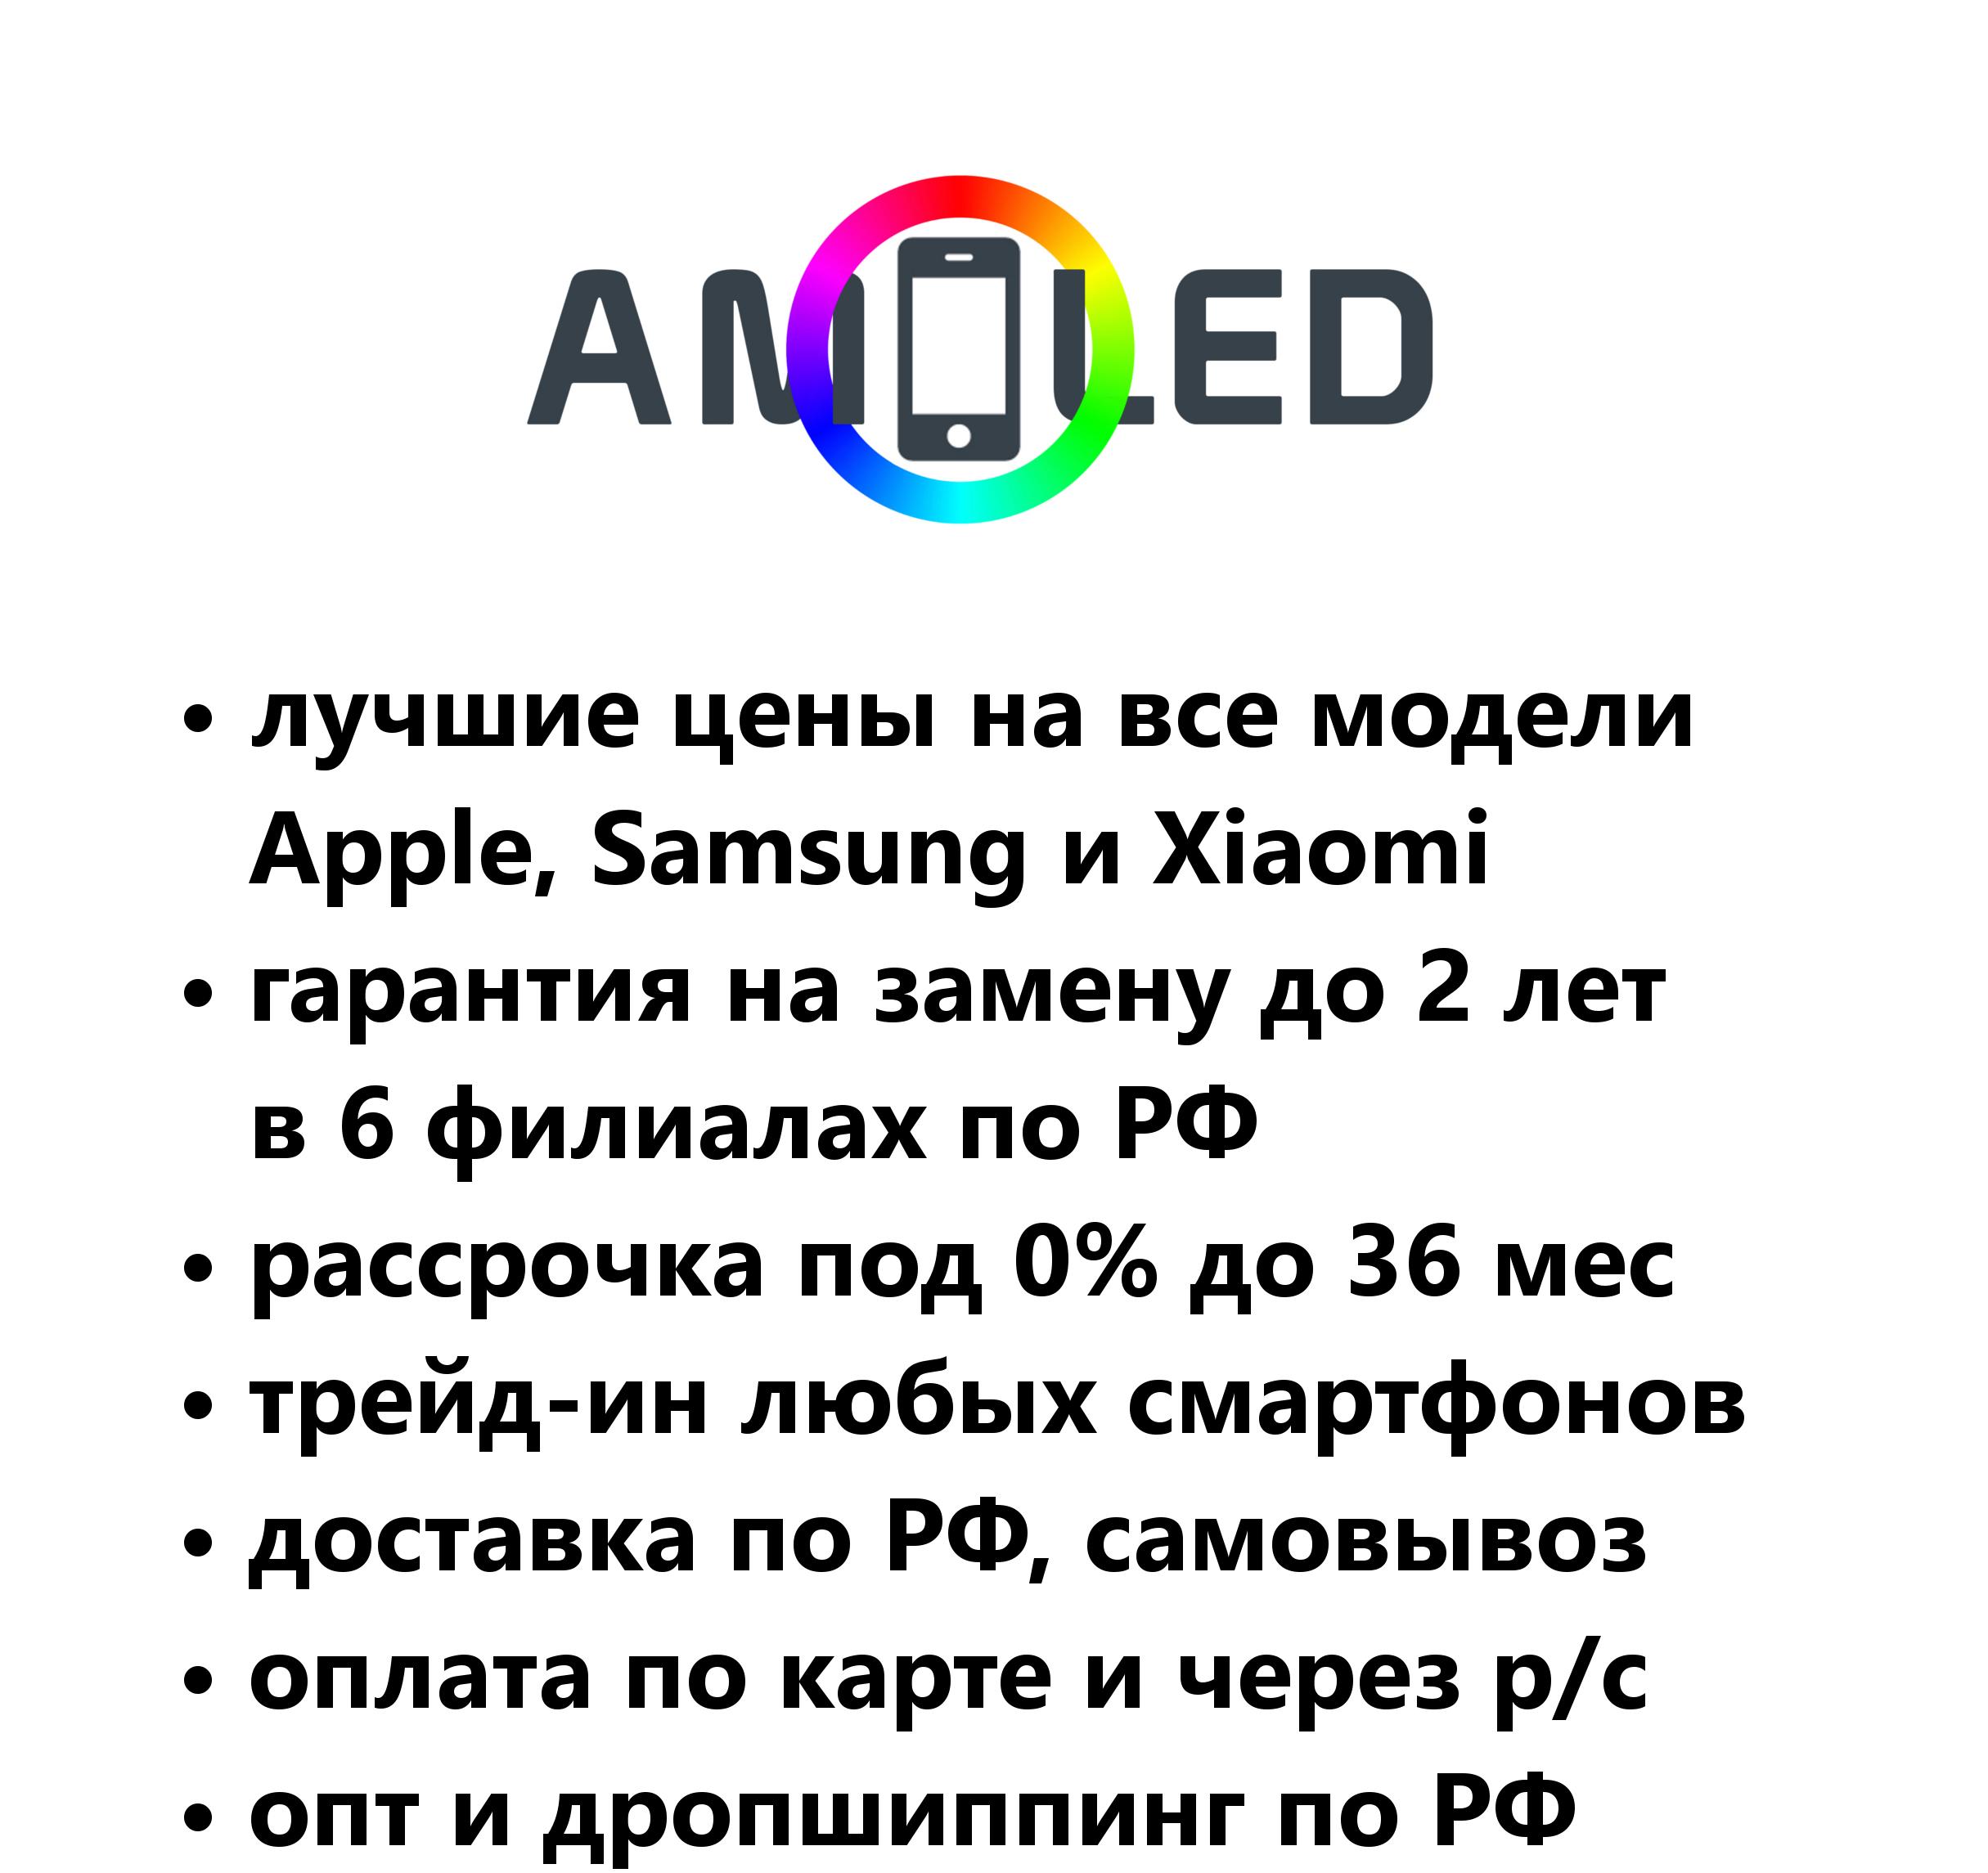 AMOLED
• лучшие цены на все модели
Apple, Samsung и Xiaomi
• гарантия на замену до 2 лет
в 6 филиалах по РФ
• рассрочка под 0% до 36 мес
• трейд-ин любых смартфонов
• доставка по РФ, самовывоз
• оплата по карте и через р/с
• опт и дропшиппинг по РФ